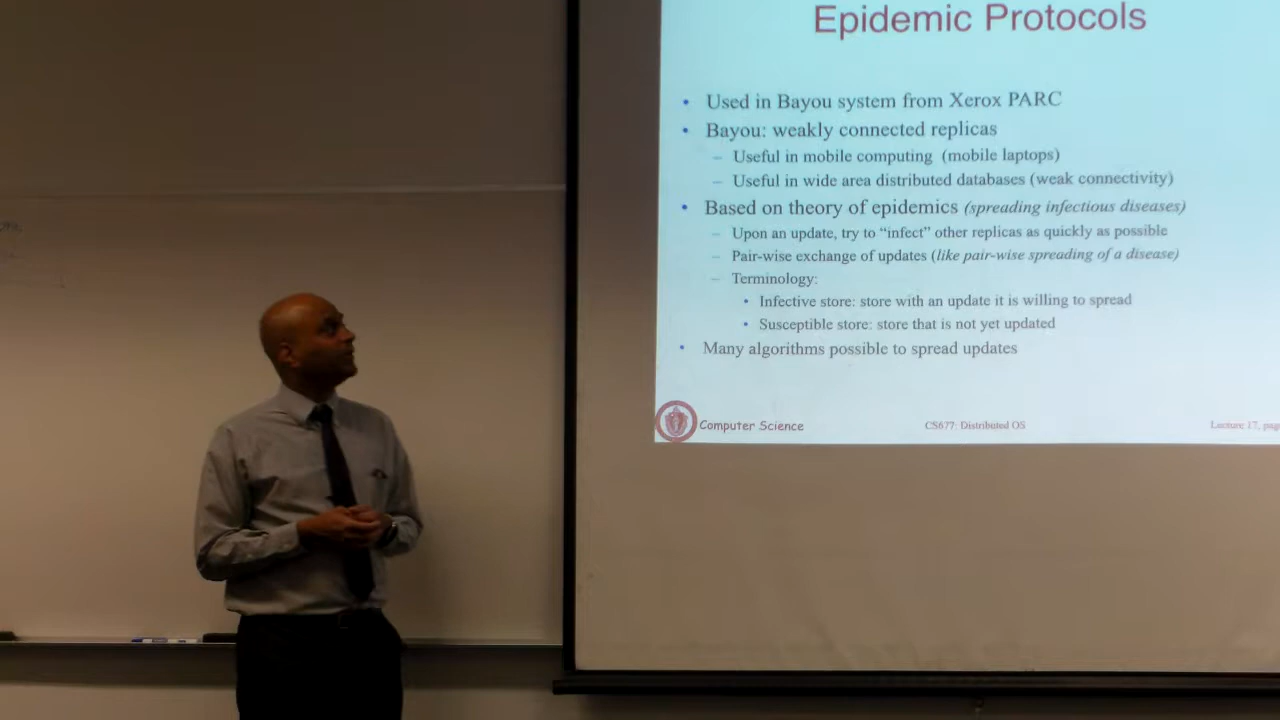 Epidemic Protocols
• Used in Bayou system from Xerox PARC
• Bayou: weakly connected replicas
– Useful in mobile computing (mobile laptops)
– Useful in wide area distributed databases (weak connectivity)
• Based on theory of epidemics (spreading infectious diseases)
– Upon an update, try to “infect” other replicas as quickly as possible
– Pair-wise exchange of updates (like pair-wise spreading of a disease)
– Terminology:
• Infective store: store with an update it is willing to spread
• Susceptible store: store that is not yet updated
• Many algorithms possible to spread updates
Computer Science
CS677: Distributed OS
Lecture 17,